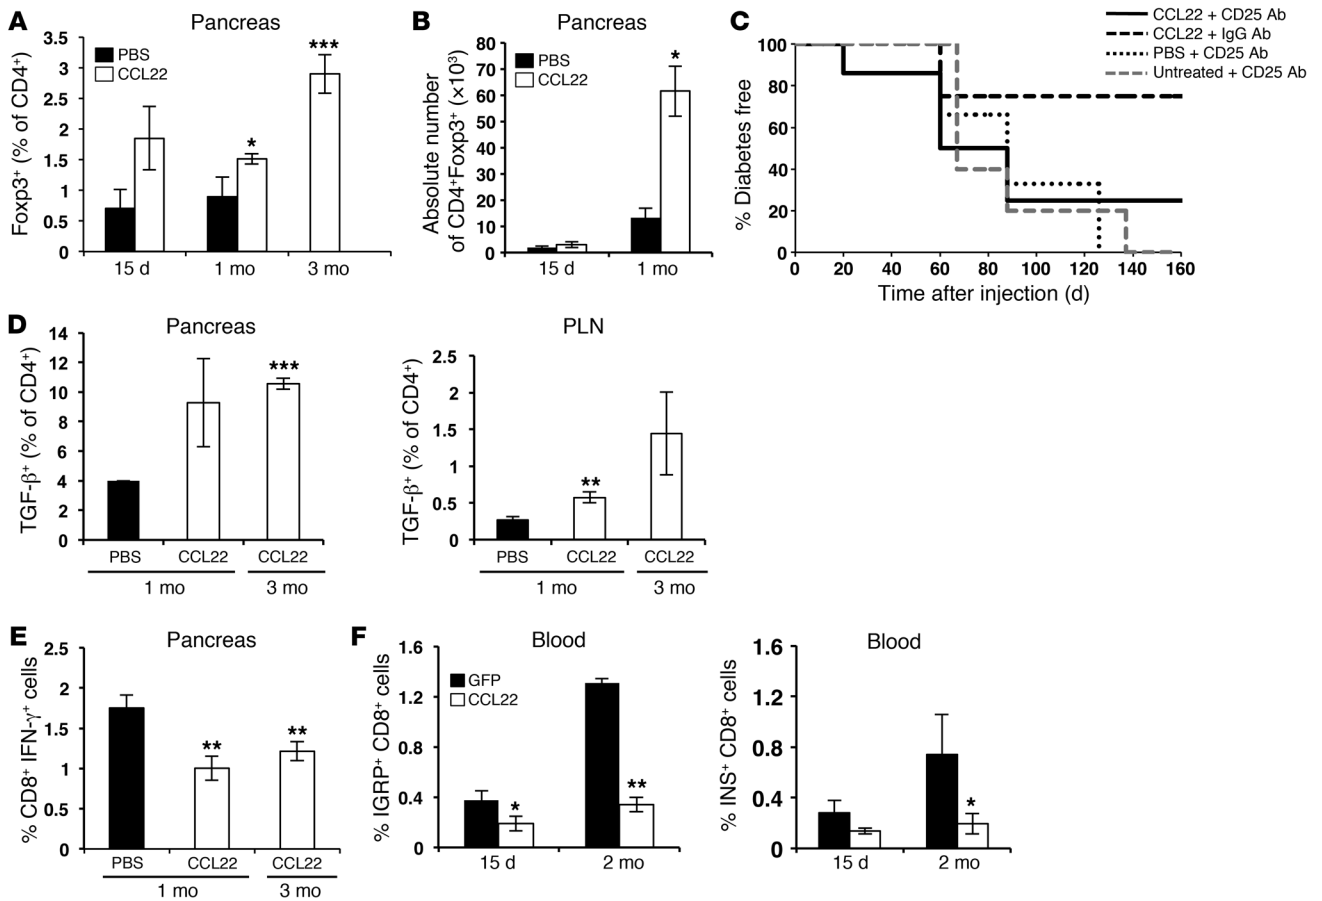 A
Pancreas
Foxp3⁺ (% of CD4⁺)
3.5
3
2.5
2
1.5
1
0.5
0
PBS
CCL22
*
***
15 d
1 mo
3 mo
B
Pancreas
Absolute number
of CD4⁺Foxp3⁺ (×10³)
80
70
60
50
40
30
20
10
0
PBS
CCL22
*
15 d
1 mo
C
CCL22 + CD25 Ab
CCL22 + IgG Ab
PBS + CD25 Ab
Untreated + CD25 Ab
% Diabetes free
100
80
60
40
20
0
0 20 40 60 80 100 120 140 160
Time after injection (d)
D
Pancreas
TGF-β⁺ (% of CD4⁺)
14
12
10
8
6
4
2
0
***
PBS CCL22 CCL22
1 mo 3 mo
PLN
TGF-β⁺ (% of CD4⁺)
2.5
2
1.5
1
0.5
0
**
PBS CCL22 CCL22
1 mo 3 mo
E
Pancreas
% CD8⁺ IFN-γ⁺ cells
2.5
2
1.5
1
0.5
0
**
**
PBS CCL22 CCL22
1 mo 3 mo
F
Blood
% IGRP⁺ CD8⁺ cells
1.6
1.2
0.8
0.4
0
GFP
CCL22
*
**
15 d 2 mo
Blood
% INS⁺ CD8⁺ cells
1.6
1.2
0.8
0.4
0
*
15 d 2 mo